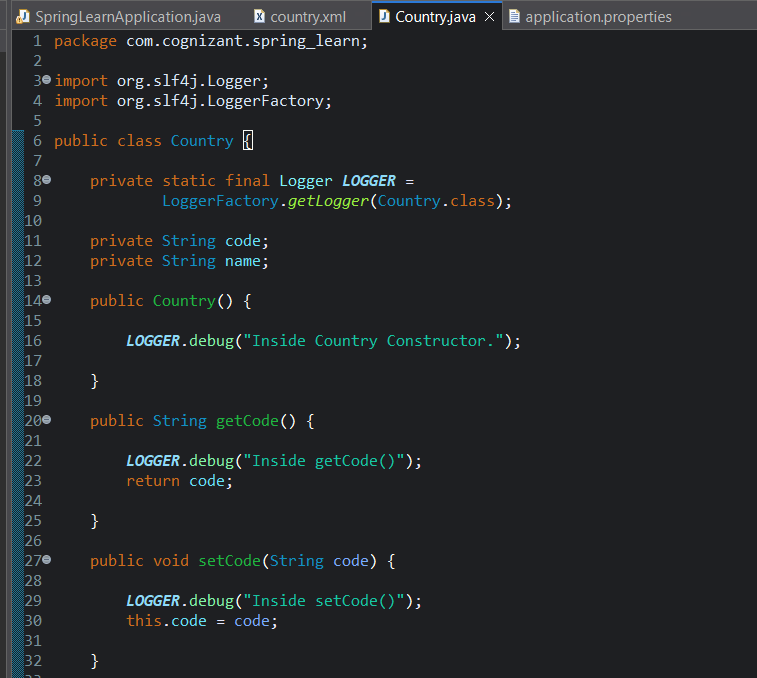 SpringLearnApplication.java country.xml Country.java application.properties
1 package com.cognizant.spring_learn;
2
3 import org.slf4j.Logger;
4 import org.slf4j.LoggerFactory;
5
6 public class Country {
7
8 private static final Logger LOGGER =
9 LoggerFactory.getLogger(Country.class);
10
11 private String code;
12 private String name;
13
14 public Country() {
15
16 LOGGER.debug("Inside Country Constructor.");
17
18 }
19
20 public String getCode() {
21
22 LOGGER.debug("Inside getCode()");
23 return code;
24
25 }
26
27 public void setCode(String code) {
28
29 LOGGER.debug("Inside setCode()");
30 this.code = code;
31
32 }